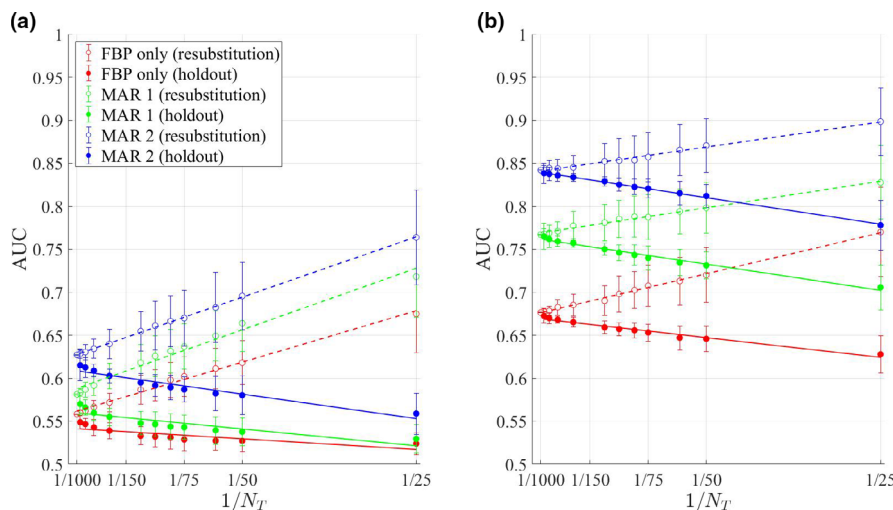 (a)
1
0.95
0.9
0.85
0.8
0.75
0.7
0.65
0.6
0.55
0.5
AUC
FBP only (resubstitution)
FBP only (holdout)
MAR 1 (resubstitution)
MAR 1 (holdout)
MAR 2 (resubstitution)
MAR 2 (holdout)
1/1000 1/150 1/75 1/50 1/25
1/N_T
(b)
1
0.95
0.9
0.85
0.8
0.75
0.7
0.65
0.6
0.55
0.5
AUC
1/1000 1/150 1/75 1/50 1/25
1/N_T